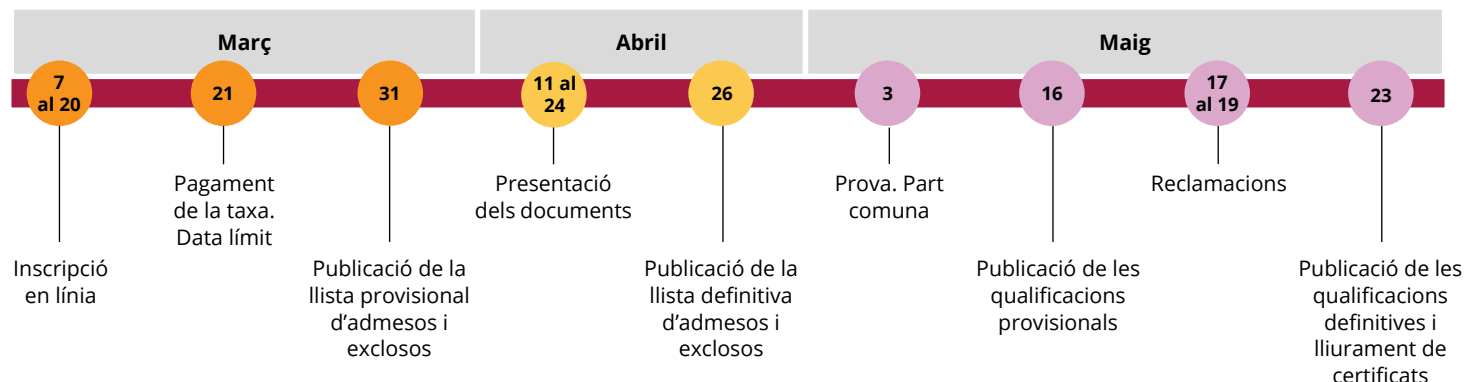 Març
Abril
Maig
7
al 20
21
31
11 al
24
26
3
16
17
al 19
23
Inscripció
en línia
Pagament
de la taxa.
Data límit
Publicació de la
llista provisional
d’admesos i
exclosos
Presentació
dels documents
Publicació de la
llista definitiva
d’admesos i
exclosos
Prova. Part
comuna
Publicació de les
qualificacions
provisionals
Reclamacions
Publicació de les
qualificacions
definitives i
lliurament de
certificats